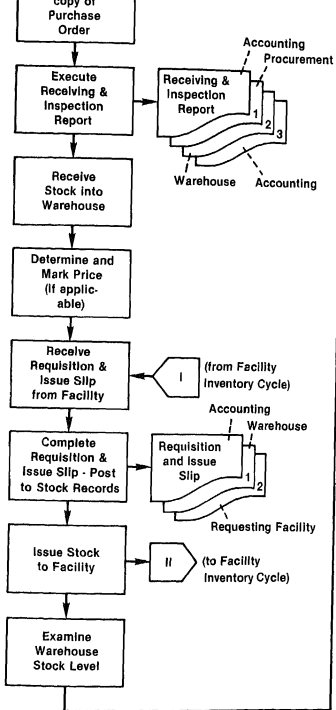 copy of
Purchase
Order
Execute
Receiving &
Inspection
Report
Receiving &
Inspection
Report
1
2
3
Accounting
Procurement
Warehouse
Accounting
Receive
Stock into
Warehouse
Determine and
Mark Price
(if applic-
able)
Receive
Requisition &
Issue Slip
from Facility
I
(from Facility
Inventory Cycle)
Complete
Requisition &
Issue Slip - Post
to Stock Records
Requisition
and Issue
Slip
1
2
Accounting
Warehouse
Requesting Facility
Issue Stock
to Facility
II
(to Facility
Inventory Cycle)
Examine
Warehouse
Stock Level